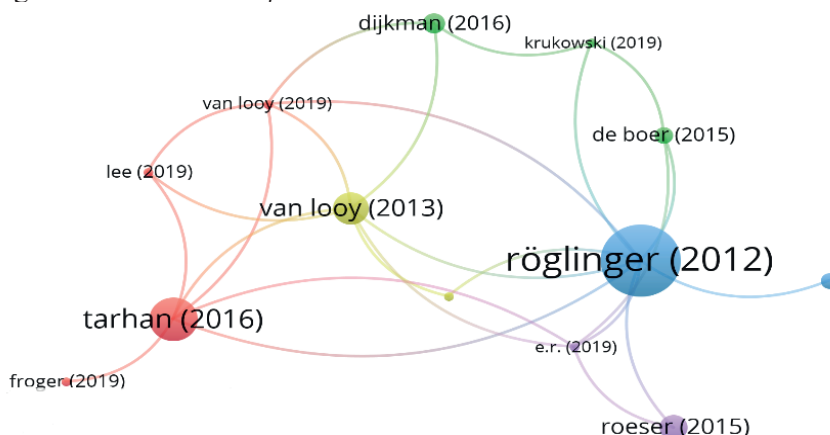 dijkman (2016)
krukowski (2019)
van looy (2019)
de boer (2015)
lee (2019)
van looy (2013)
röglinger (2012)
tarhan (2016)
e.r. (2019)
froger (2019)
roeser (2015)